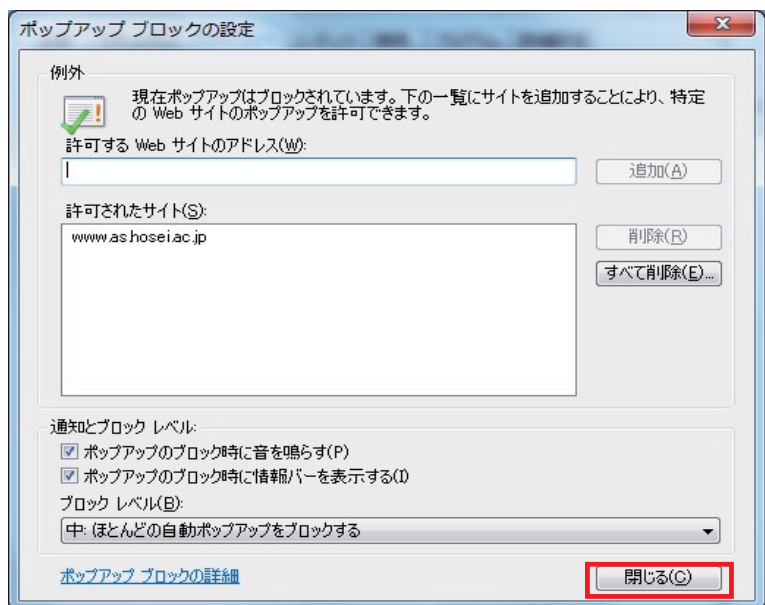 ポップアップ ブロックの設定
例外
現在ポップアップはブロックされています。下の一覧にサイトを追加することにより、特定
の Web サイトのポップアップを許可できます。
許可する Web サイトのアドレス(W):
追加(A)
許可されたサイト(S):
www.as.hosei.ac.jp
削除(R)
すべて削除(E)...
通知とブロック レベル:
ポップアップのブロック時に音を鳴らす(P)
ポップアップのブロック時に情報バーを表示する(I)
ブロック レベル(B):
中: ほとんどの自動ポップアップをブロックする
ポップアップ ブロックの詳細
閉じる(C)